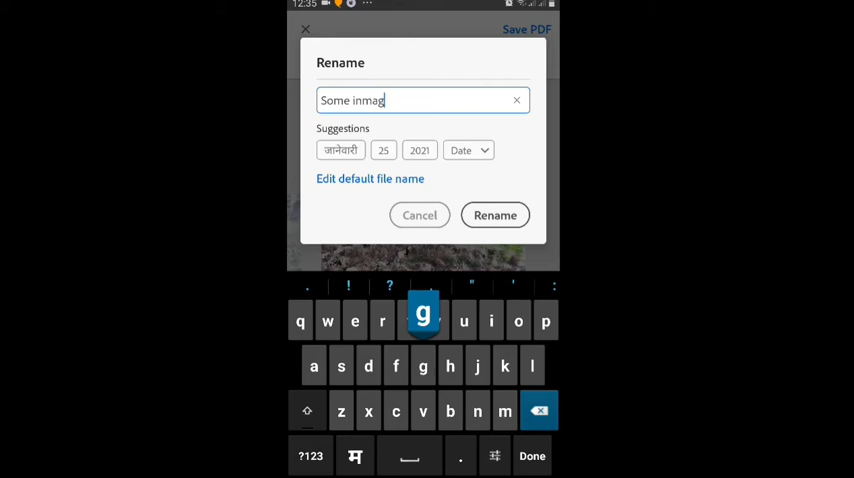 12:35
Save PDF
Rename
Some inmag
Suggestions
जानेवारी 25 2021 Date
Edit default file name
Cancel Rename
. ! ? , " ' :
g
q w e r u i o p
a s d f g h j k l
z x c v b n m
?123 म . Done